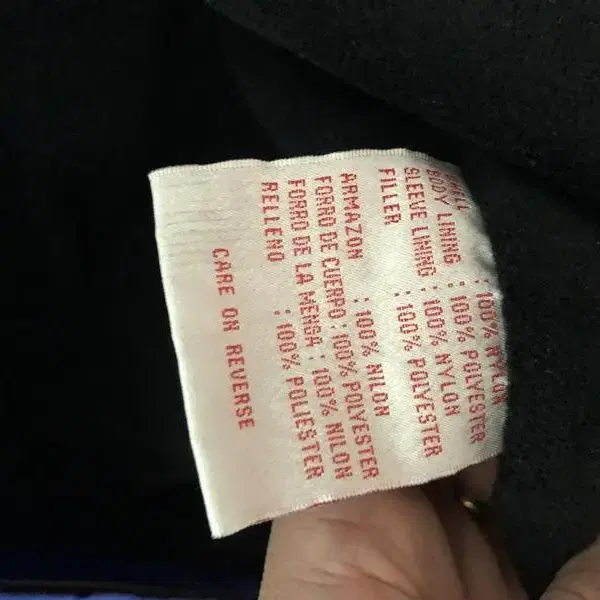 : 100% NYLON
BODY LINING : 100% POLYESTER
SLEEVE LINING : 100% NYLON
FILLER : 100% POLYESTER
ARMAZON : 100% NILON
FORRO DE CUERPO : 100% POLYESTER
FORRO DE LA MENGA : 100% NILON
RELLENO : 100% POLIESTER
CARE ON REVERSE